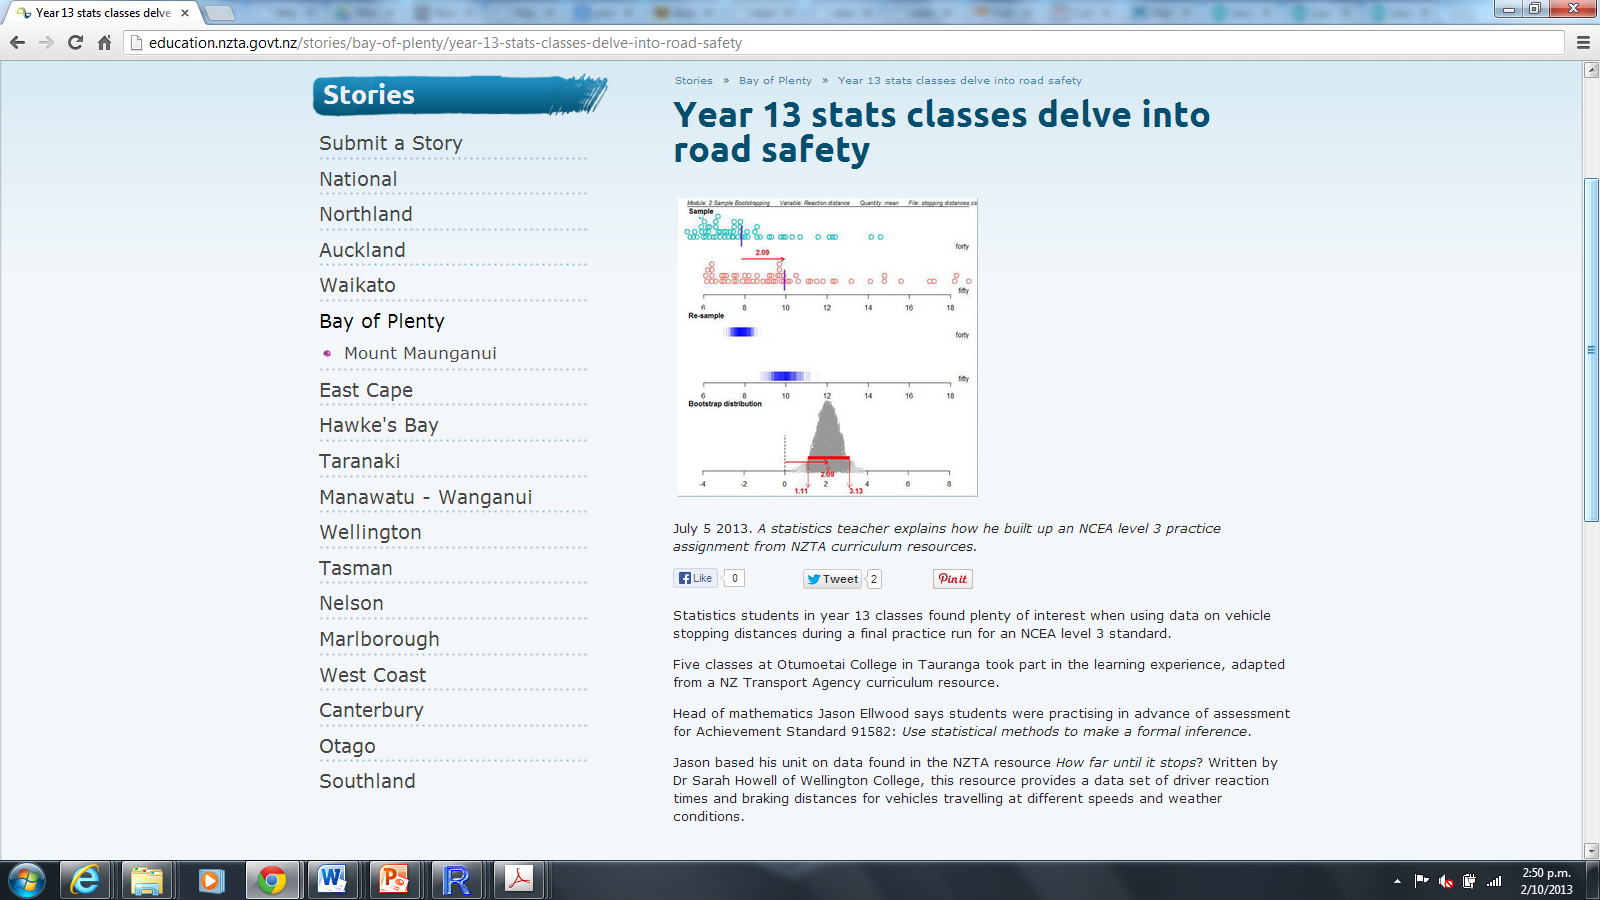 Year 13 stats classes delve
education.nzta.govt.nz/stories/bay-of-plenty/year-13-stats-classes-delve-into-road-safety
Stories
Submit a Story
National
Northland
Auckland
Waikato
Bay of Plenty
Mount Maunganui
East Cape
Hawke's Bay
Taranaki
Manawatu - Wanganui
Wellington
Tasman
Nelson
Marlborough
West Coast
Canterbury
Otago
Southland
Stories » Bay of Plenty » Year 13 stats classes delve into road safety
Year 13 stats classes delve into
road safety
Module: 2 Sample Bootstrapping Variable: Reaction distance Quantity: mean File: stopping distances
Sample
forty
2.09
fifty
6 8 10 12 14 16 18
Re-sample
forty
fifty
6 8 10 12 14 16 18
Bootstrap distribution
2.09
-4 -2 0 2 4 6 8
1.11 3.13
July 5 2013. A statistics teacher explains how he built up an NCEA level 3 practice
assignment from NZTA curriculum resources.
Like 0 Tweet 2 Pin it
Statistics students in year 13 classes found plenty of interest when using data on vehicle
stopping distances during a final practice run for an NCEA level 3 standard.
Five classes at Otumoetai College in Tauranga took part in the learning experience, adapted
from a NZ Transport Agency curriculum resource.
Head of mathematics Jason Ellwood says students were practising in advance of assessment
for Achievement Standard 91582: Use statistical methods to make a formal inference.
Jason based his unit on data found in the NZTA resource How far until it stops? Written by
Dr Sarah Howell of Wellington College, this resource provides a data set of driver reaction
times and braking distances for vehicles travelling at different speeds and weather
conditions.
2:50 p.m.
2/10/2013